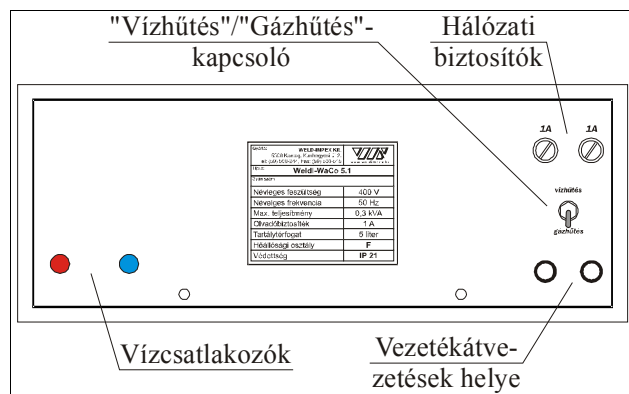 "Vízhűtés"/"Gázhűtés"-
kapcsoló
Hálózati
biztosítók
1A 1A
WELDI-IMPEX Kft.
Weldi-WaCo 5.1
Névleges feszültség 400 V
Névleges frekvencia 50 Hz
Max. teljesítmény 0,3 kVA
Olvadóbiztosíték 1 A
Tartálytérfogat 5 liter
Hőállósági osztály F
Védettség IP 21
vízhűtés
gázhűtés
Vízcsatlakozók
Vezetékátve-
zetések helye